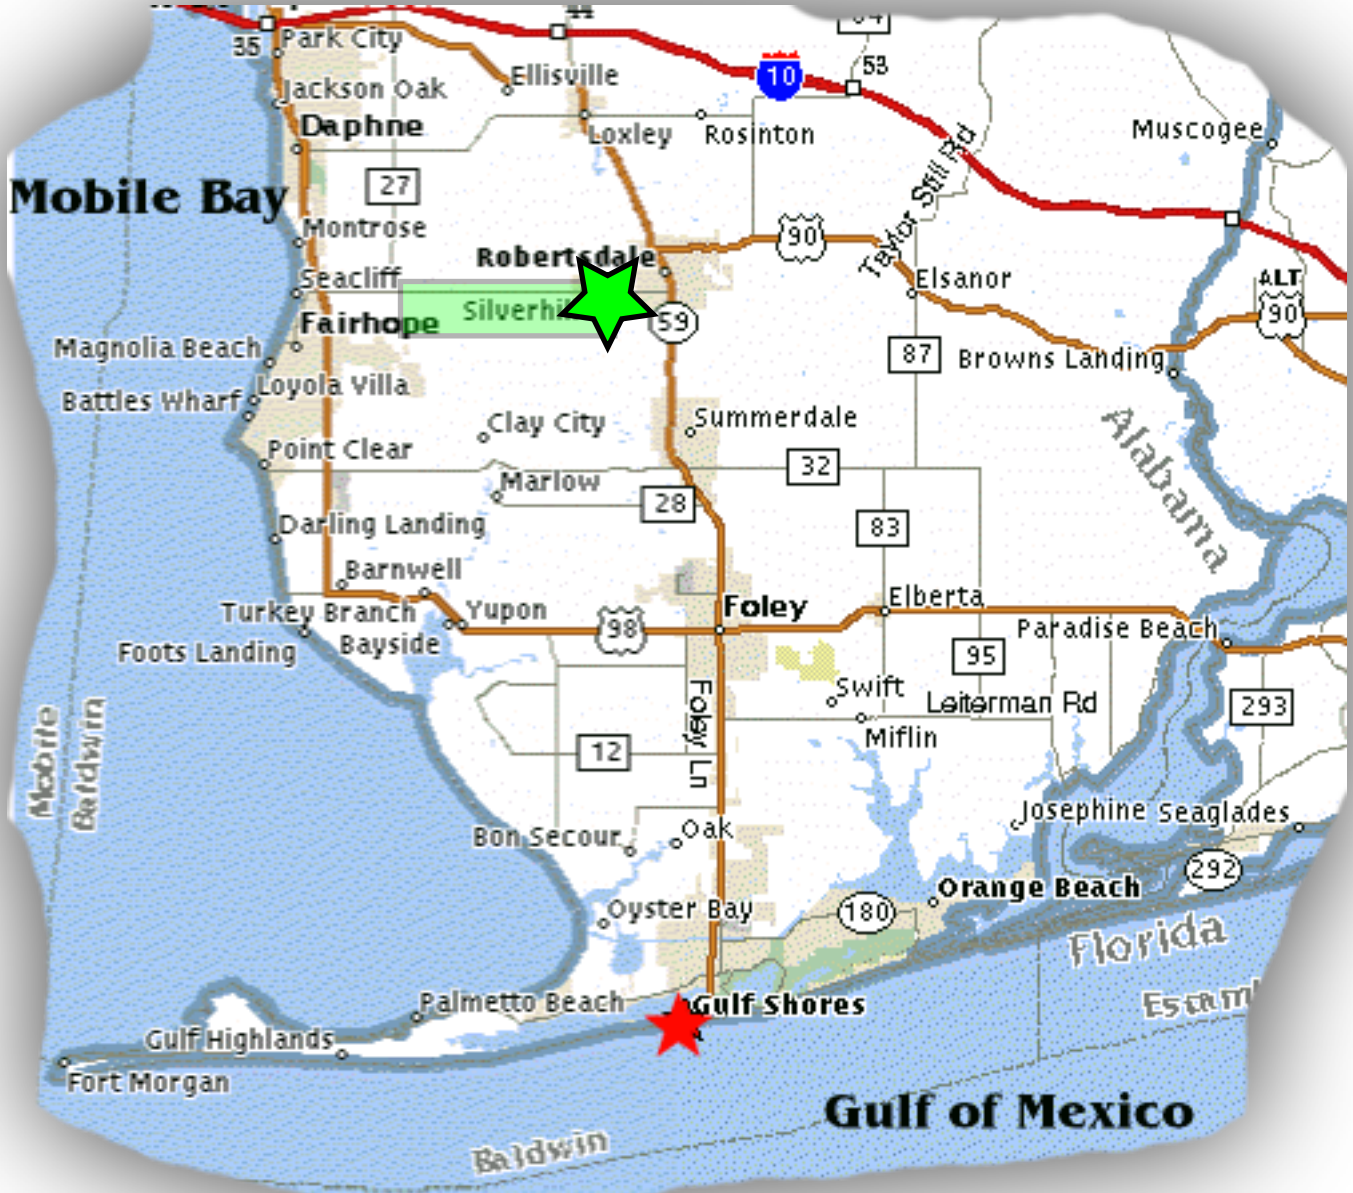 35
Park City
44
54
Jackson Oak
Ellisville
10
53
Daphne
Loxley
Rosinton
Muscogee
27
Mobile Bay
Taylor Still Rd
Montrose
90
Robertsdale
Seacliff
Elsanor
ALT
90
Silverhil
59
Fairhope
Magnolia Beach
87
Browns Landing
Loyola Villa
Battles Wharf
Clay City
Summerdale
Alabama
Point Clear
32
Marlow
28
Darling Landing
83
Barnwell
Turkey Branch
Yupon
Foley
Elberta
98
Paradise Beach
Foots Landing
Bayside
95
Swift
Leiterman Rd
293
Foley Ln
Miflin
Mobile
Baldwin
12
Bon Secour
Oak
Josephine
Seaglades
292
Orange Beach
Oyster Bay
180
Florida
Palmetto Beach
Gulf Shores
Gulf Highlands
Fort Morgan
Gulf of Mexico
Baldwin